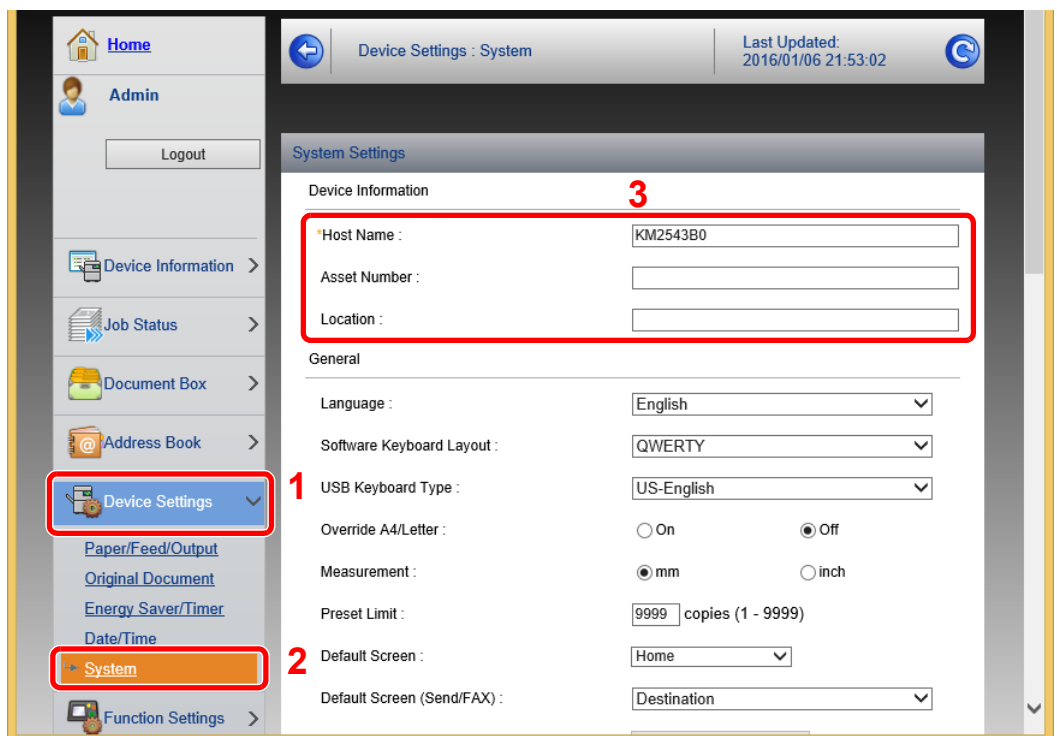 Home
Admin
Logout
Device Information
Job Status
Document Box
Address Book
Device Settings
1
Paper/Feed/Output
Original Document
Energy Saver/Timer
Date/Time
System
2
Function Settings
Device Settings : System
Last Updated:
2016/01/06 21:53:02
System Settings
Device Information
3
*Host Name : KM2543B0
Asset Number :
Location :
General
Language : English
Software Keyboard Layout : QWERTY
USB Keyboard Type : US-English
Override A4/Letter : On Off
Measurement : mm inch
Preset Limit : 9999 copies (1 - 9999)
Default Screen : Home
Default Screen (Send/FAX) : Destination